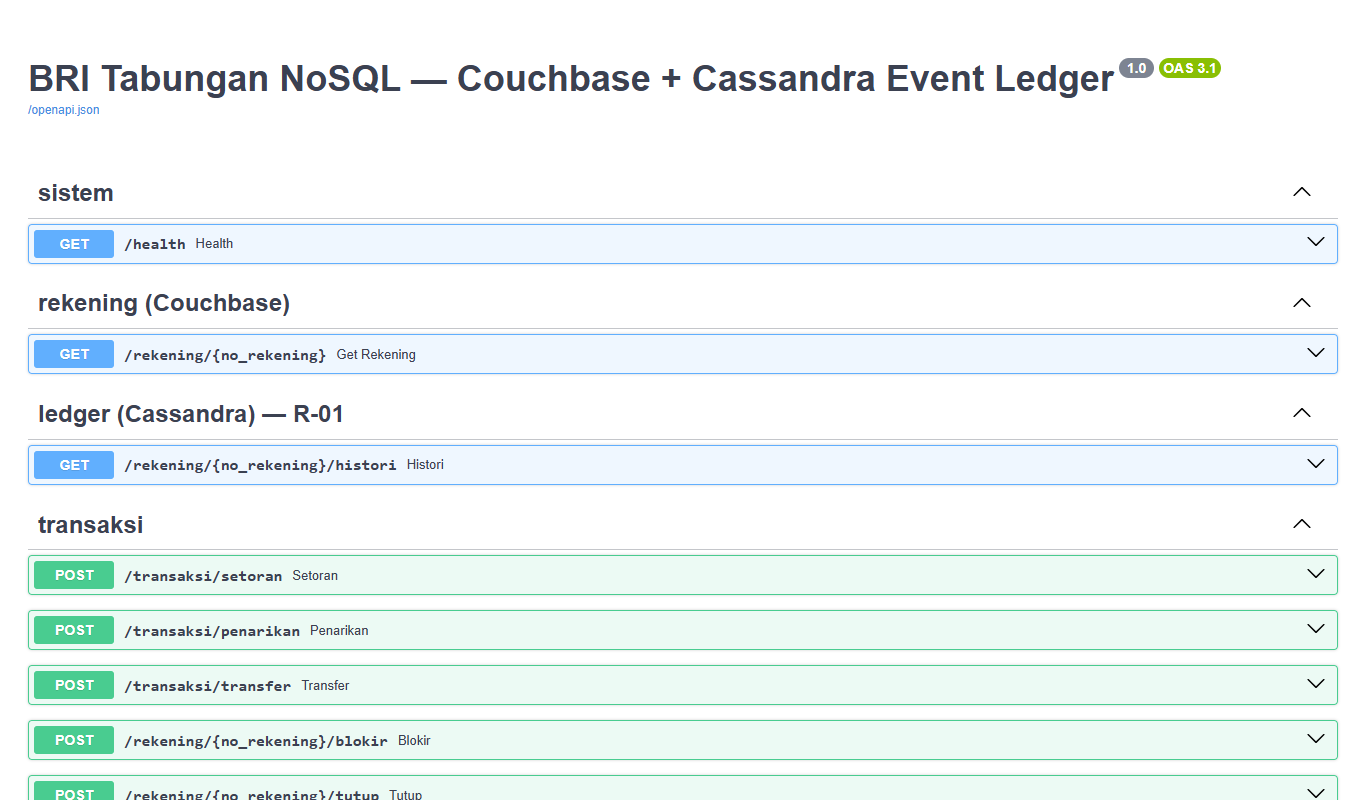 BRI Tabungan NoSQL — Couchbase + Cassandra Event Ledger 1.0 OAS 3.1
/openapi.json
sistem
GET /health Health
rekening (Couchbase)
GET /rekening/{no_rekening} Get Rekening
ledger (Cassandra) — R-01
GET /rekening/{no_rekening}/histori Histori
transaksi
POST /transaksi/setoran Setoran
POST /transaksi/penarikan Penarikan
POST /transaksi/transfer Transfer
POST /rekening/{no_rekening}/blokir Blokir
POST /rekening/{no_rekening}/tutup Tutup